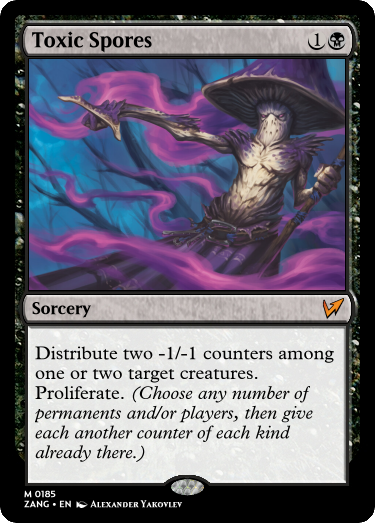 Toxic Spores 1
Sorcery
Distribute two -1/-1 counters among
one or two target creatures.
Proliferate. (Choose any number of
permanents and/or players, then give
each another counter of each kind
already there.)
M 0185
ZANG • EN Alexander Yakovlev